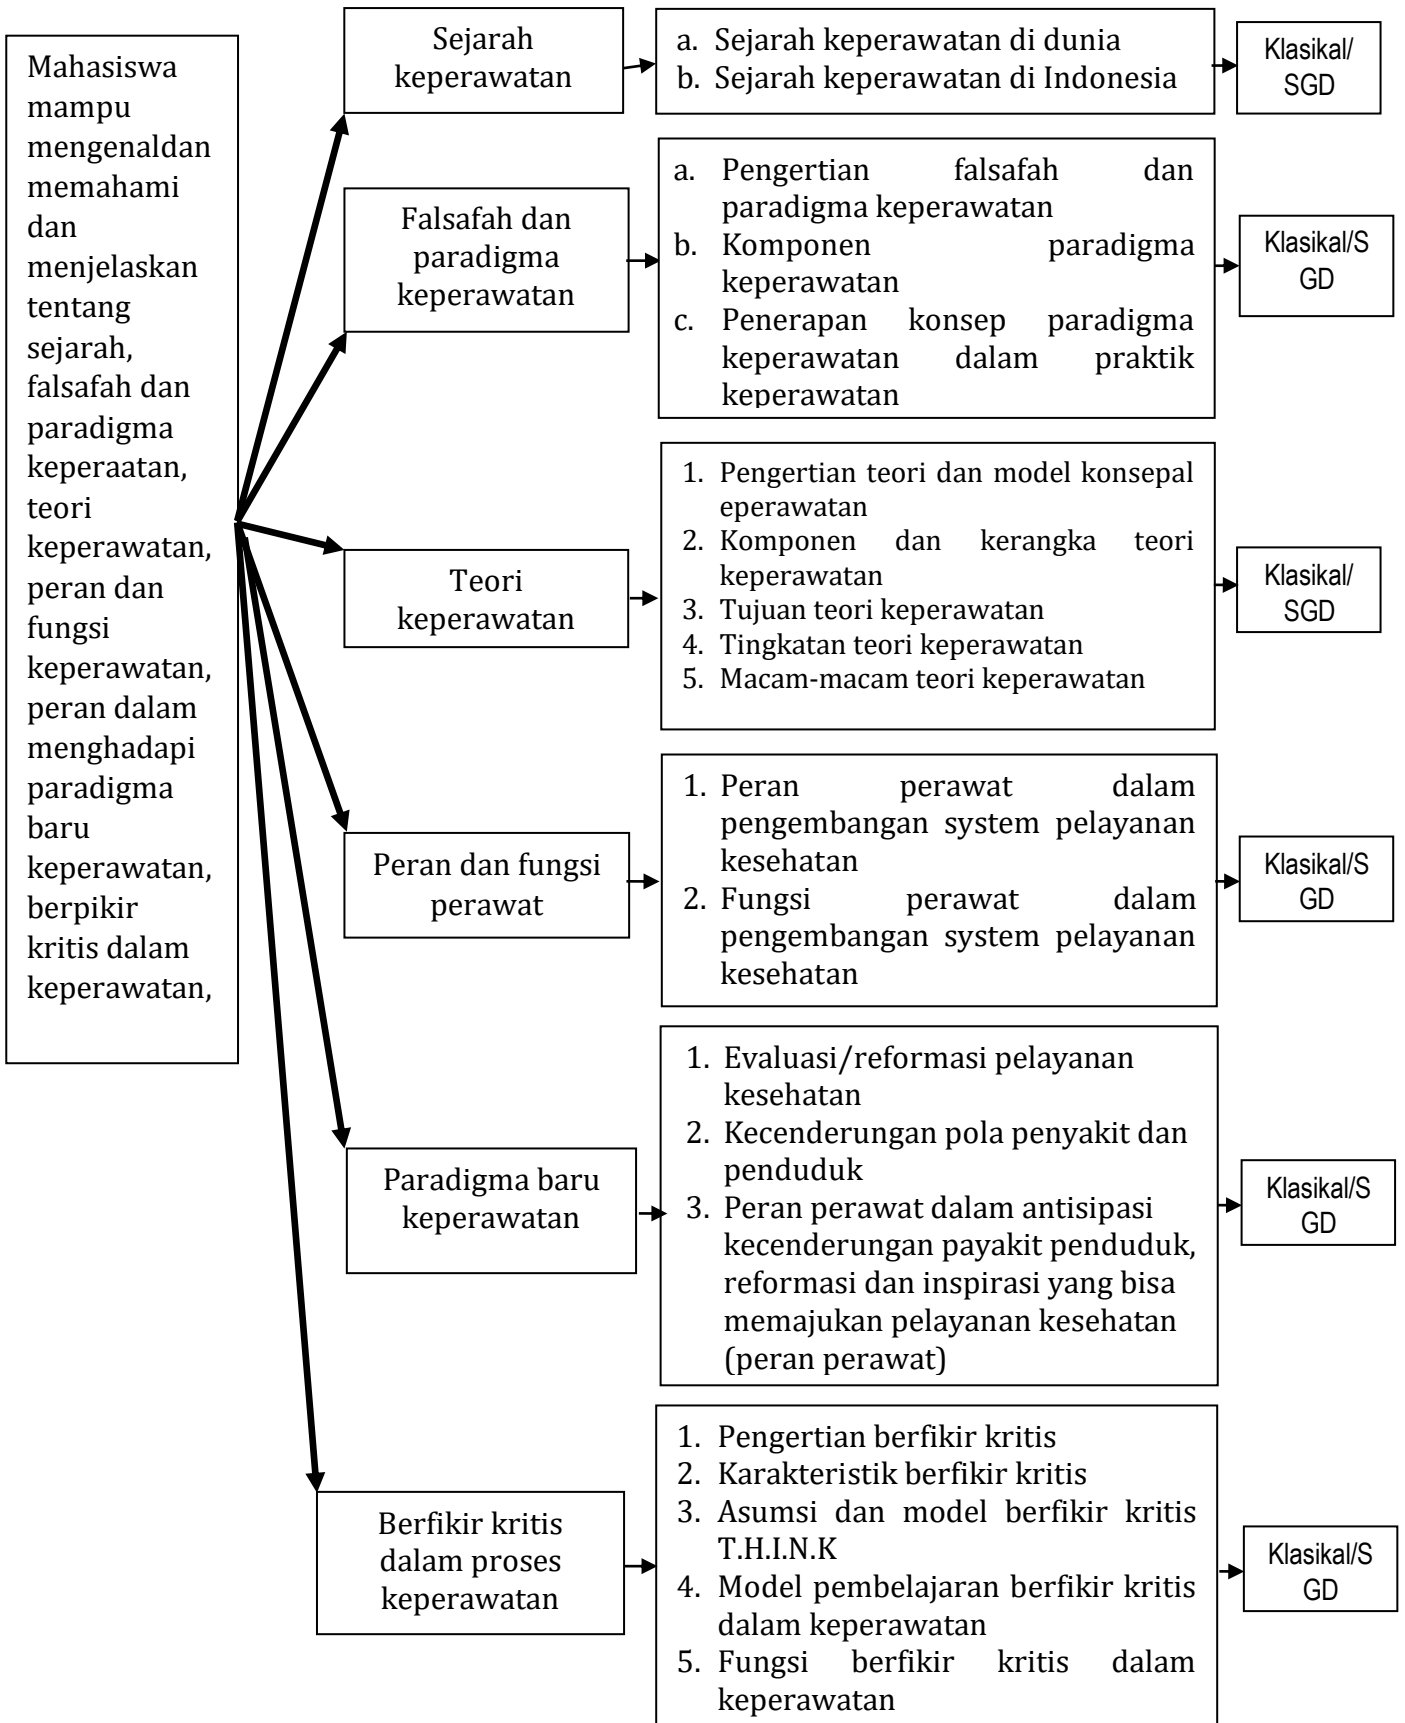 Mahasiswa
mampu
mengenaldan
memahami
dan
menjelaskan
tentang
sejarah,
falsafah dan
paradigma
keperaatan,
teori
keperawatan,
peran dan
fungsi
keperawatan,
peran dalam
menghadapi
paradigma
baru
keperawatan,
berpikir
kritis dalam
keperawatan,
Sejarah
keperawatan
a. Sejarah keperawatan di dunia
b. Sejarah keperawatan di Indonesia
Klasikal/
SGD
Falsafah dan
paradigma
keperawatan
a. Pengertian falsafah dan
paradigma keperawatan
b. Komponen paradigma
keperawatan
c. Penerapan konsep paradigma
keperawatan dalam praktik
keperawatan
Klasikal/S
GD
Teori
keperawatan
1. Pengertian teori dan model konsepal
eperawatan
2. Komponen dan kerangka teori
keperawatan
3. Tujuan teori keperawatan
4. Tingkatan teori keperawatan
5. Macam-macam teori keperawatan
Klasikal/
SGD
Peran dan fungsi
perawat
1. Peran perawat dalam
pengembangan system pelayanan
kesehatan
2. Fungsi perawat dalam
pengembangan system pelayanan
kesehatan
Klasikal/S
GD
Paradigma baru
keperawatan
1. Evaluasi/reformasi pelayanan
kesehatan
2. Kecenderungan pola penyakit dan
penduduk
3. Peran perawat dalam antisipasi
kecenderungan payakit penduduk,
reformasi dan inspirasi yang bisa
memajukan pelayanan kesehatan
(peran perawat)
Klasikal/S
GD
Berfikir kritis
dalam proses
keperawatan
1. Pengertian berfikir kritis
2. Karakteristik berfikir kritis
3. Asumsi dan model berfikir kritis
T.H.I.N.K
4. Model pembelajaran berfikir kritis
dalam keperawatan
5. Fungsi berfikir kritis dalam
keperawatan
Klasikal/S
GD